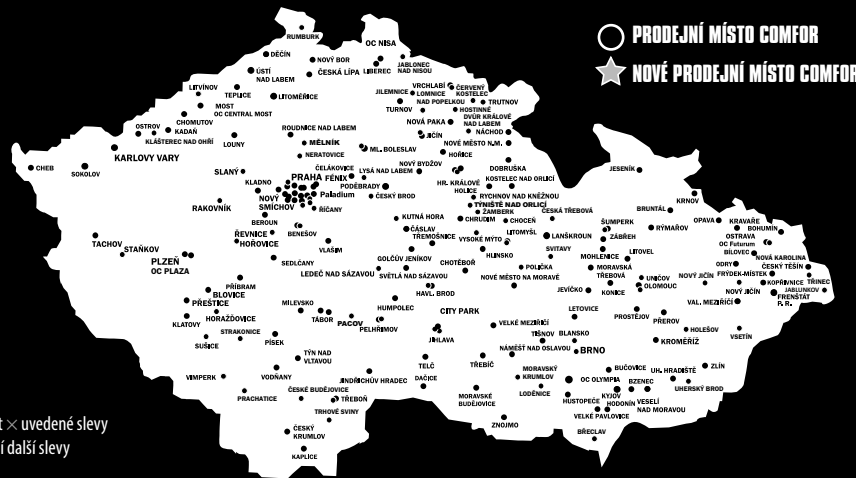 PRODEJNÍ MÍSTO COMFOR
NOVÉ PRODEJNÍ MÍSTO COMFOR
RUMBURK
OC NISA
DĚČÍN
NOVÝ BOR
ÚSTÍ
NAD LABEM
ČESKÁ LÍPA
LIBEREC
JABLONEC
NAD NISOU
LITVÍNOV
TEPLICE
LITOMĚŘICE
MOST
OC CENTRAL MOST
CHOMUTOV
OSTROV
KADAŇ
KLÁŠTEREC NAD OHŘÍ
KARLOVY VARY
CHEB
SOKOLOV
LOUNY
ROUDNICE NAD LABEM
MĚLNÍK
NERATOVICE
JILEMNICE
VRCHLABÍ
LOMNICE
NAD POPELKOU
ČERVENÝ
KOSTELEC
HOSTINNÉ
TRUTNOV
TURNOV
DVŮR KRÁLOVÉ
NAD LABEM
NOVÁ PAKA
JIČÍN
NÁCHOD
ML. BOLESLAV
NOVÉ MĚSTO N.M.
HOŘICE
DOBRUŠKA
SLANÝ
ČELÁKOVICE
LYSÁ NAD LABEM
NOVÝ BYDŽOV
PRAHA FÉNIX
PODĚBRADY
HR. KRÁLOVÉ
KOSTELEC NAD ORLICÍ
HOLICE
RYCHNOV NAD KNĚŽNOU
KLADNO
NOVÝ
SMÍCHOV
Paladium
ČESKÝ BROD
TÝNIŠTĚ NAD ORLICÍ
ŽAMBERK
RAKOVNÍK
ŘÍČANY
BEROUN
BENEŠOV
KUTNÁ HORA
CHRUDIM
CHOCEŇ
ČESKÁ TŘEBOVÁ
JESENÍK
KRNOV
BRUNTÁL
ŠUMPERK
RÝMAŘOV
OPAVA
KRAVAŘE
BOHUMÍN
OSTRAVA
OC Futurum
BÍLOVEC
TACHOV
STAŇKOV
ŘEVNICE
HOŘOVICE
VLAŠIM
ČÁSLAV
TŘEMOŠNICE
VYSOKÉ MÝTO
LITOMYŠL
LANŠKROUN
ZÁBŘEH
PLZEŇ
OC PLAZA
SEDLČANY
GOLČŮV JENÍKOV
HLINSKO
SVITAVY
MOHLENICE
LITOVEL
NOVÁ KAROLINA
ČESKÝ TĚŠÍN
LEDEČ NAD SÁZAVOU
SVĚTLÁ NAD SÁZAVOU
CHOTĚBOŘ
POLIČKA
MORAVSKÁ
TŘEBOVÁ
ODRY
FRÝDEK-MÍSTEK
TŘINEC
PŘÍBRAM
NOVÉ MĚSTO NA MORAVĚ
UNIČOV
OLOMOUC
NOVÝ JIČÍN
KOPŘIVNICE
JABLUNKOV
BLOVICE
PŘEŠTICE
HAVL. BROD
JEVÍČKO
KONICE
NOVÝ JIČÍN
FRENŠTÁT
P. R.
MILEVSKO
HUMPOLEC
VAL. MEZIŘÍČÍ
HORAŽĎOVICE
CITY PARK
LETOVICE
PROSTĚJOV
PŘEROV
KLATOVY
TÁBOR
PACOV
PELHŘIMOV
VELKÉ MEZIŘÍČÍ
HOLEŠOV
VSETÍN
STRAKONICE
SUŠICE
PÍSEK
JIHLAVA
TIŠNOV
BLANSKO
KROMĚŘÍŽ
NÁMĚŠŤ NAD OSLAVOU
BRNO
TÝN NAD
VLTAVOU
TELČ
TŘEBÍČ
BUČOVICE
ZLÍN
VIMPERK
VODŇANY
JINDŘICHŮV HRADEC
DAČICE
MORAVSKÝ
KRUMLOV
OC OLYMPIA
BZENEC
UH. HRADIŠTĚ
UHERSKÝ BROD
PRACHATICE
ČESKÉ BUDĚJOVICE
TŘEBOŇ
MORAVSKÉ
BUDĚJOVICE
LODĚNICE
HUSTOPEČE
KYJOV
HODONÍN
VESELÍ
NAD MORAVOU
TRHOVÉ SVINY
ZNOJMO
VELKÉ PAVLOVICE
ČESKÝ
KRUMLOV
BŘECLAV
KAPLICE
t × uvedené slevy
í další slevy